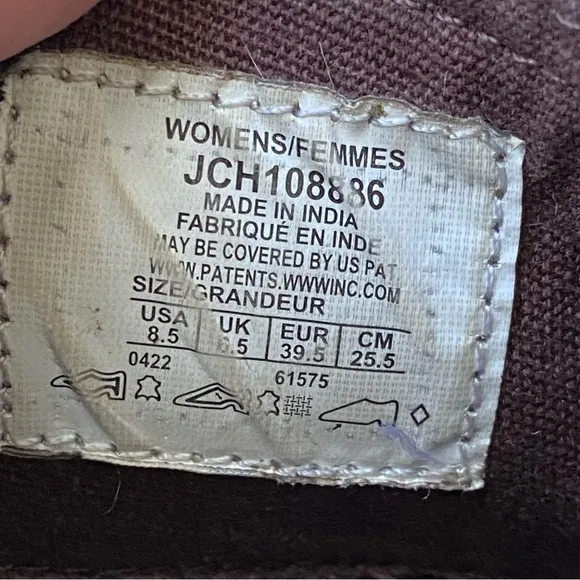 WOMENS/FEMMES
JCH108886
MADE IN INDIA
FABRIQUÉ EN INDE
MAY BE COVERED BY US PAT.
WWW.PATENTS.WWWINC.COM
SIZE/GRANDEUR
USA UK EUR CM
8.5 6.5 39.5 25.5
0422 61575